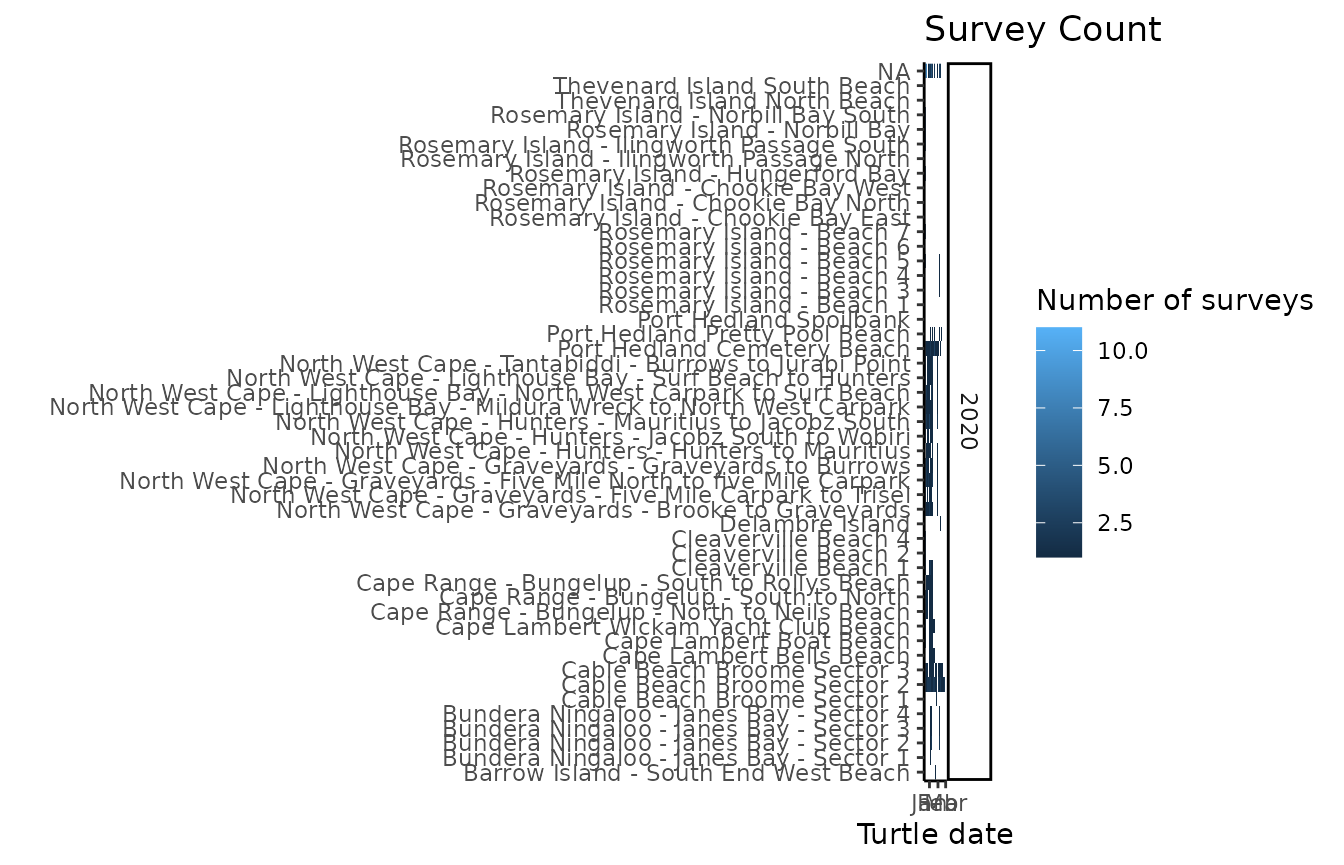 Survey Count
NA
Thevenard Island South Beach
Thevenard Island North Beach
Rosemary Island - Norbill Bay South
Rosemary Island - Norbill Bay
Rosemary Island - Ilingworth Passage South
Rosemary Island - Ilingworth Passage North
Rosemary Island - Hungerford Bay
Rosemary Island - Chookie Bay West
Rosemary Island - Chookie Bay North
Rosemary Island - Chookie Bay East
Rosemary Island - Beach 7
Rosemary Island - Beach 6
Rosemary Island - Beach 5
Rosemary Island - Beach 4
Rosemary Island - Beach 3
Rosemary Island - Beach 1
Port Hedland Spoilbank
Port Hedland Pretty Pool Beach
Port Hedland Cemetery Beach
North West Cape - Tantabiddi - Burrows to Jurabi Point
North West Cape - Lighthouse Bay - Surf Beach to Hunters
North West Cape - Lighthouse Bay - North West Carpark to Surf Beach
North West Cape - Lighthouse Bay - Mildura Wreck to North West Carpark
North West Cape - Hunters - Mauritius to Jacobz South
North West Cape - Hunters - Jacobz South to Wobiri
North West Cape - Hunters - Hunters to Mauritius
North West Cape - Graveyards - Graveyards to Burrows
North West Cape - Graveyards - Five Mile North to five Mile Carpark
North West Cape - Graveyards - Five Mile Carpark to Trisel
North West Cape - Graveyards - Brooke to Graveyards
Delambre Island
Cleaverville Beach 4
Cleaverville Beach 2
Cleaverville Beach 1
Cape Range - Bungelup - South to Rollys Beach
Cape Range - Bungelup - South to North
Cape Range - Bungelup - North to Neils Beach
Cape Lambert Wickam Yacht Club Beach
Cape Lambert Boat Beach
Cape Lambert Bells Beach
Cable Beach Broome Sector 3
Cable Beach Broome Sector 2
Cable Beach Broome Sector 1
Bundera Ningaloo - Janes Bay - Sector 4
Bundera Ningaloo - Janes Bay - Sector 3
Bundera Ningaloo - Janes Bay - Sector 2
Bundera Ningaloo - Janes Bay - Sector 1
Barrow Island - South End West Beach
Jan Feb Mar
Turtle date
2020
Number of surveys
10.0
7.5
5.0
2.5